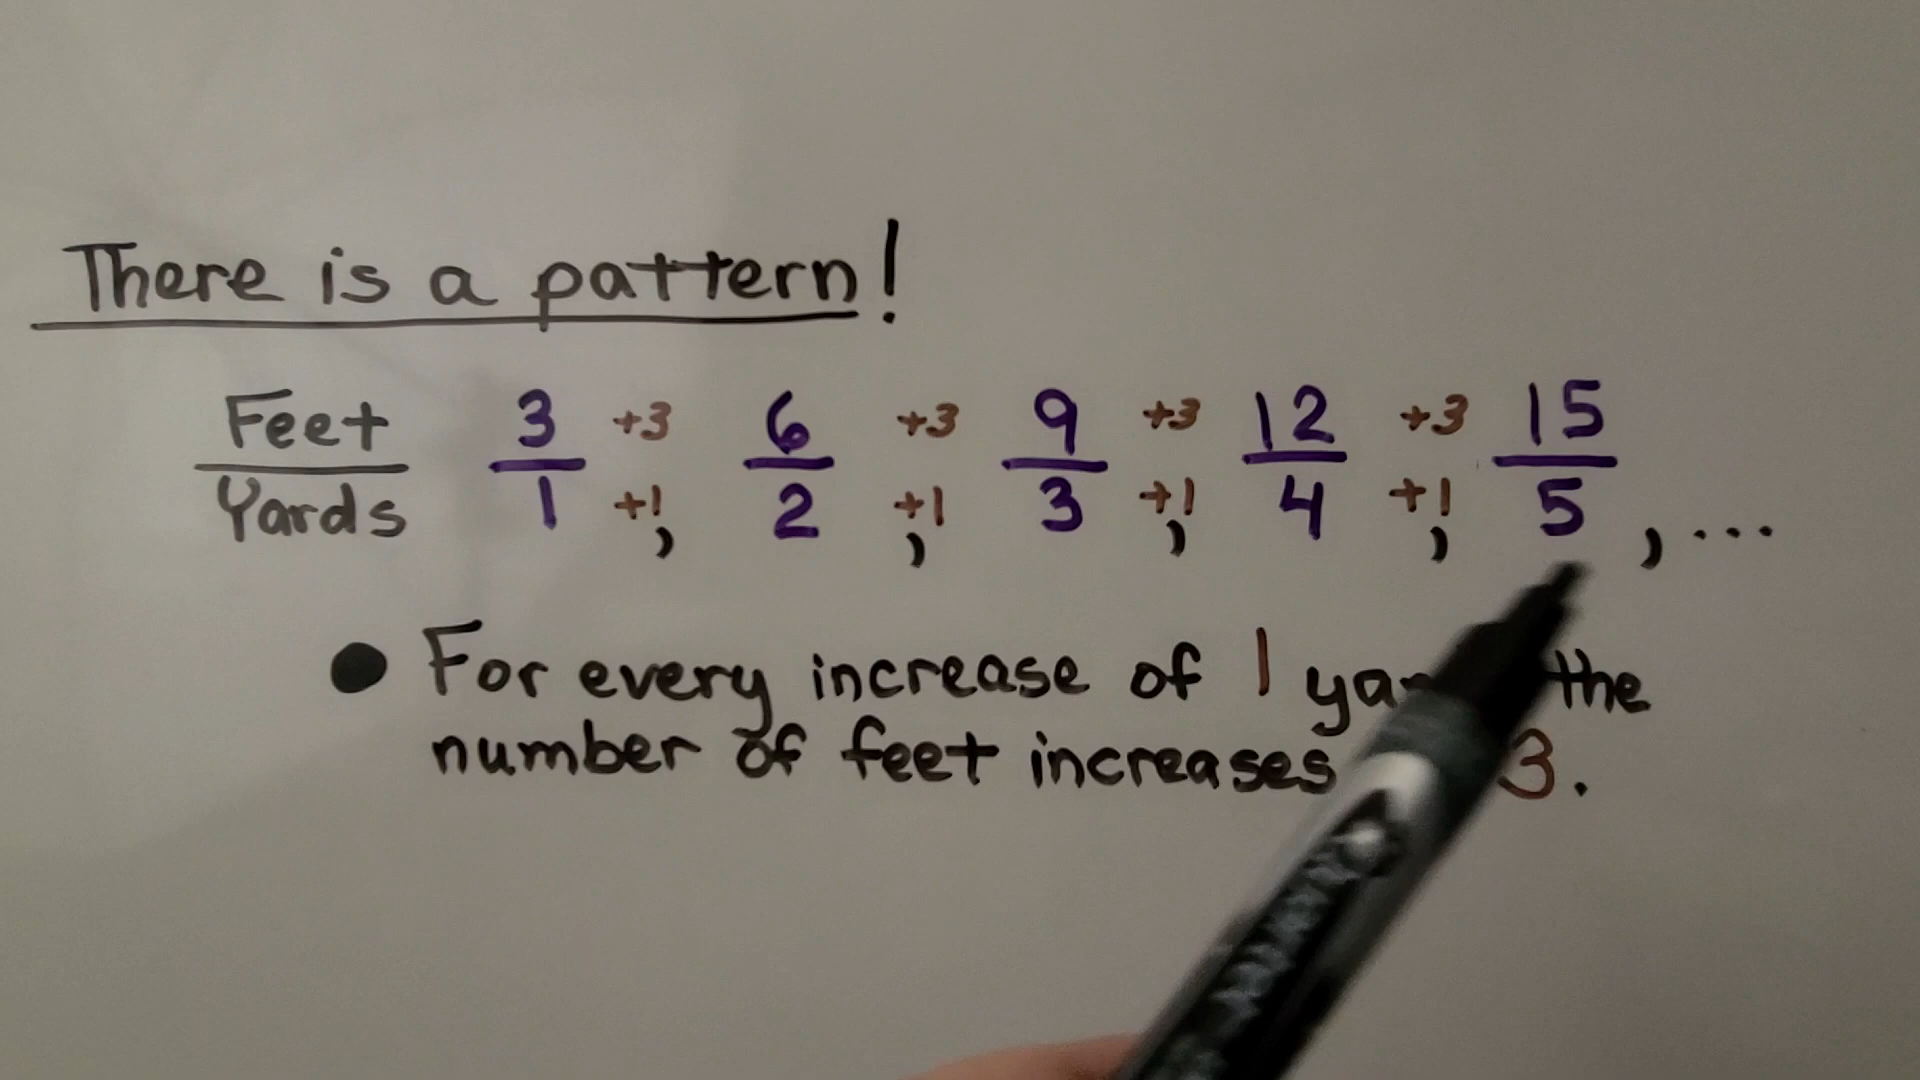 There is a pattern!
Feet 3 +3 6 +3 9 +3 12 +3 15
Yards 1 +1, 2 +1, 3 +1, 4 +1, 5, ...
● For every increase of 1 the
number of feet increases 3.